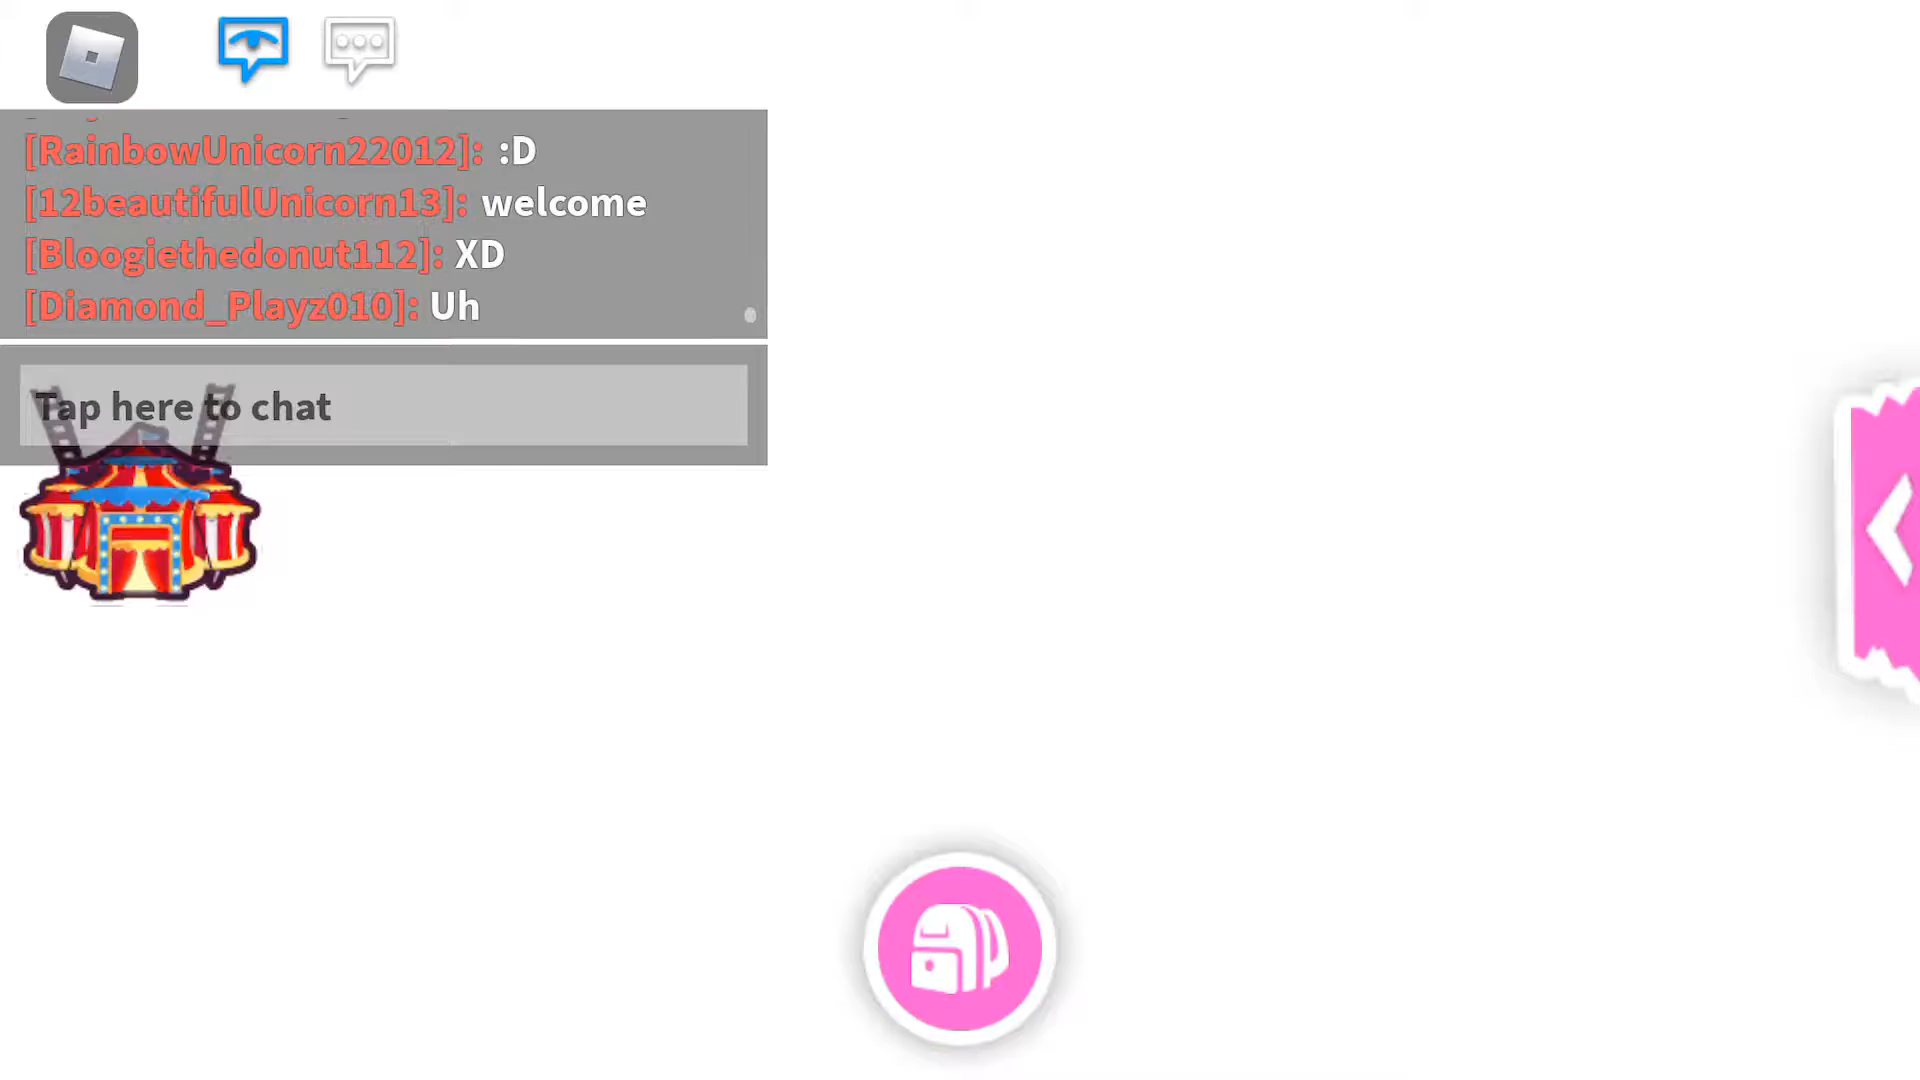 [RainbowUnicorn22012]: :D
[12beautifulUnicorn13]: welcome
[Bloogiethedonut112]: XD
[Diamond_Playz010]: Uh
Tap here to chat